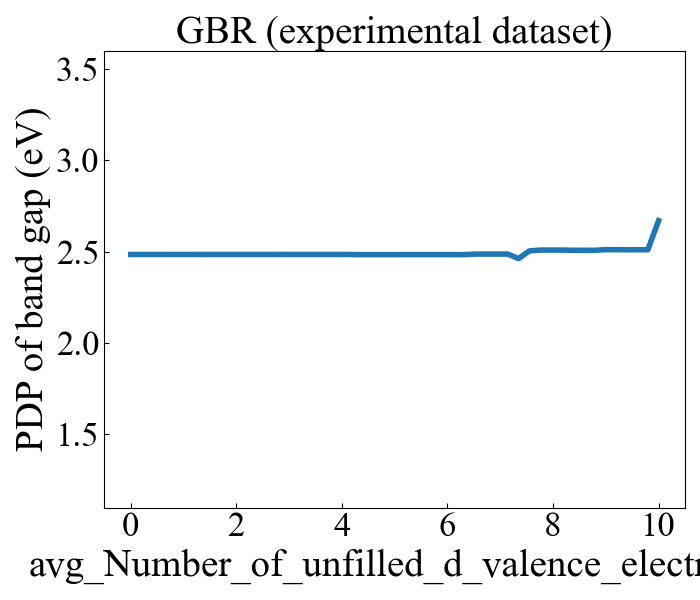 GBR (experimental dataset)
PDP of band gap (eV)
3.5
3.0
2.5
2.0
1.5
0 2 4 6 8 10
avg_Number_of_unfilled_d_valence_electr